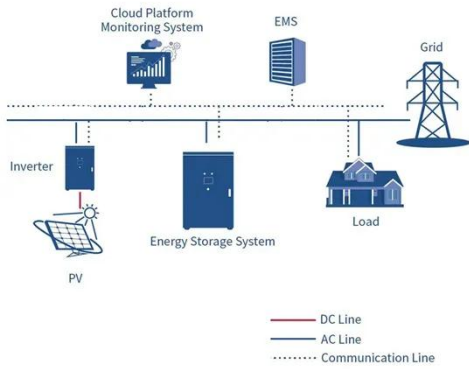 Cloud Platform
Monitoring System
EMS
Grid
Inverter
Energy Storage System
Load
PV
DC Line
AC Line
Communication Line